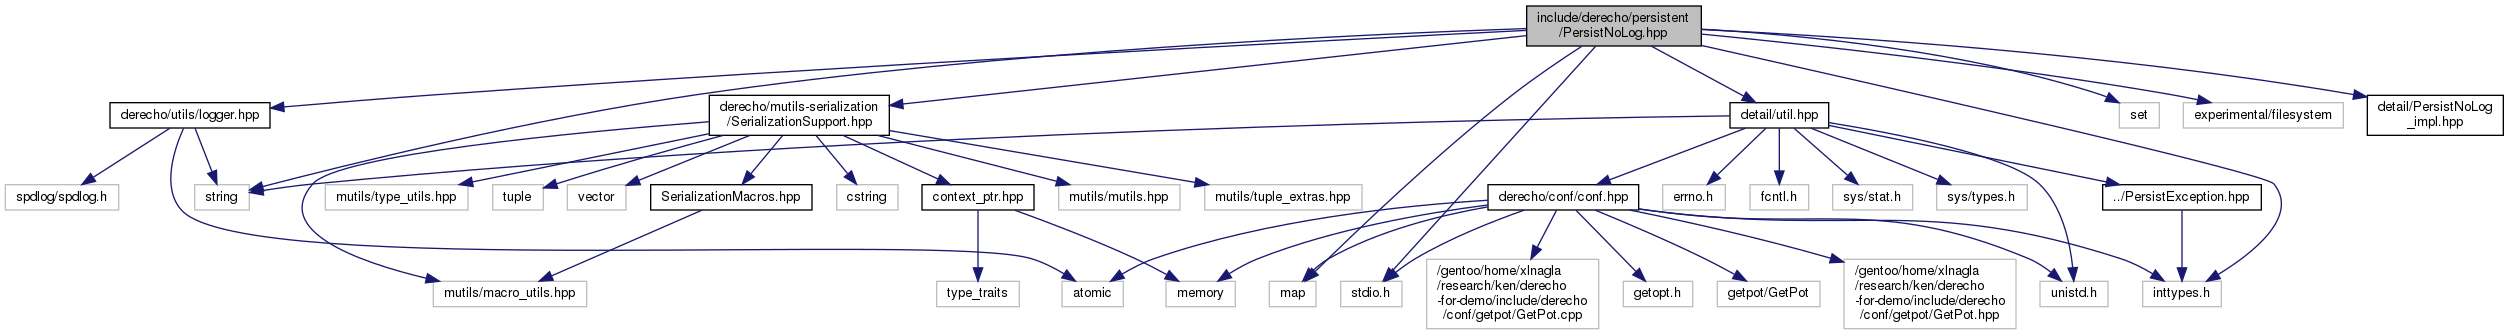 include/derecho/persistent
/PersistNoLog.hpp
derecho/utils/logger.hpp
derecho/mutils-serialization
/SerializationSupport.hpp
detail/util.hpp
set
experimental/filesystem
detail/PersistNoLog
_impl.hpp
spdlog/spdlog.h
string
mutils/type_utils.hpp
tuple
vector
SerializationMacros.hpp
cstring
context_ptr.hpp
mutils/mutils.hpp
mutils/tuple_extras.hpp
derecho/conf/conf.hpp
errno.h
fcntl.h
sys/stat.h
sys/types.h
../PersistException.hpp
mutils/macro_utils.hpp
type_traits
atomic
memory
map
stdio.h
/gentoo/home/xlnagla
/research/ken/derecho
-for-demo/include/derecho
/conf/getpot/GetPot.cpp
getopt.h
getpot/GetPot
/gentoo/home/xlnagla
/research/ken/derecho
-for-demo/include/derecho
/conf/getpot/GetPot.hpp
unistd.h
inttypes.h